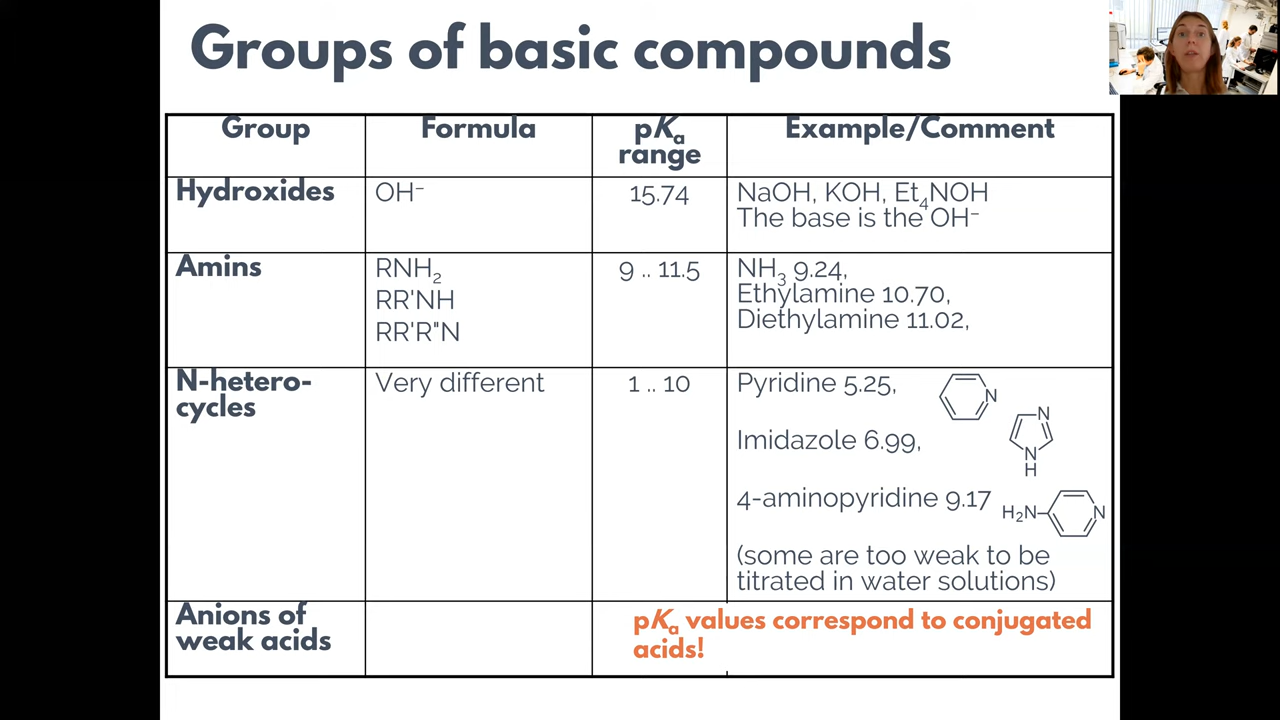 Groups of basic compounds
Group
Formula
pKa range
Example/Comment
Hydroxides
OH⁻
15.74
NaOH, KOH, Et₄NOH
The base is the OH⁻
Amins
RNH₂
RR'NH
RR'R"N
9 .. 11.5
NH₃ 9.24,
Ethylamine 10.70,
Diethylamine 11.02,
N-hetero-
cycles
Very different
1 .. 10
Pyridine 5.25,
N
Imidazole 6.99,
N
N
H
4-aminopyridine 9.17
H₂N
N
(some are too weak to be
titrated in water solutions)
Anions of
weak acids
pKa values correspond to conjugated
acids!